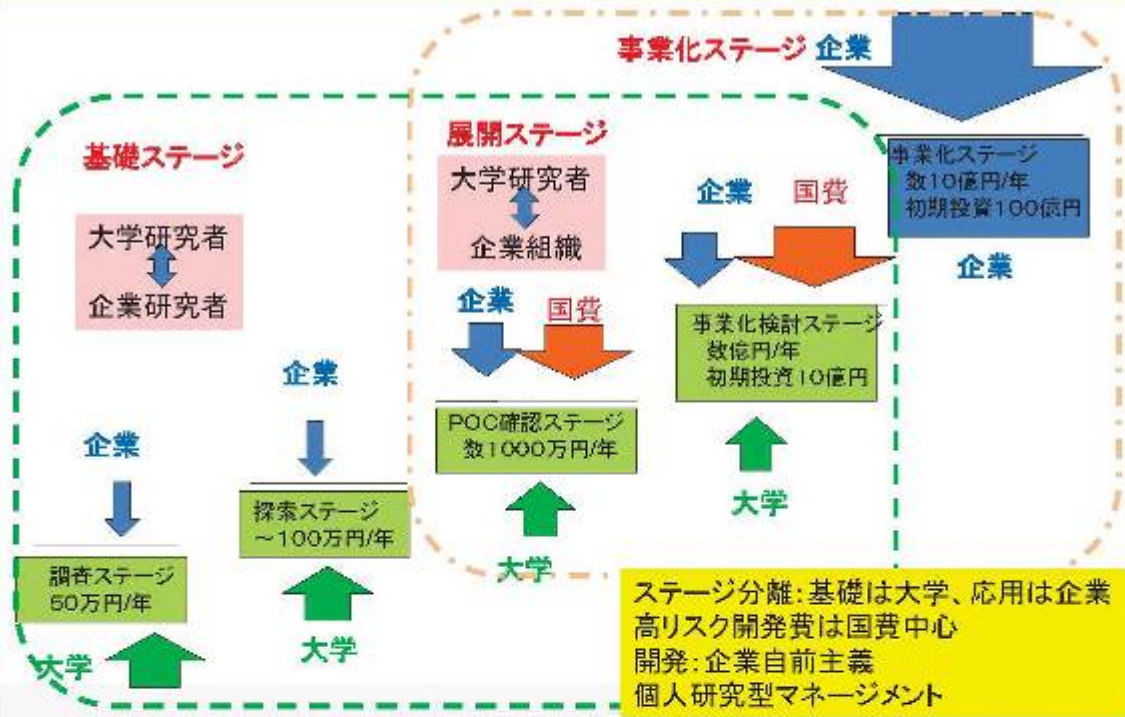 事業化ステージ 企業
基礎ステージ
大学研究者
企業研究者
展開ステージ
大学研究者
企業組織
企業 国費
事業化ステージ
数10億円/年
初期投資100億円
企業
企業 国費
事業化検討ステージ
数億円/年
初期投資10億円
大学
POC確認ステージ
数1000万円/年
大学
企業
探索ステージ
～100万円/年
大学
企業
調査ステージ
50万円/年
大学
ステージ分離:基礎は大学、応用は企業
高リスク開発費は国費中心
開発:企業自前主義
個人研究型マネージメント